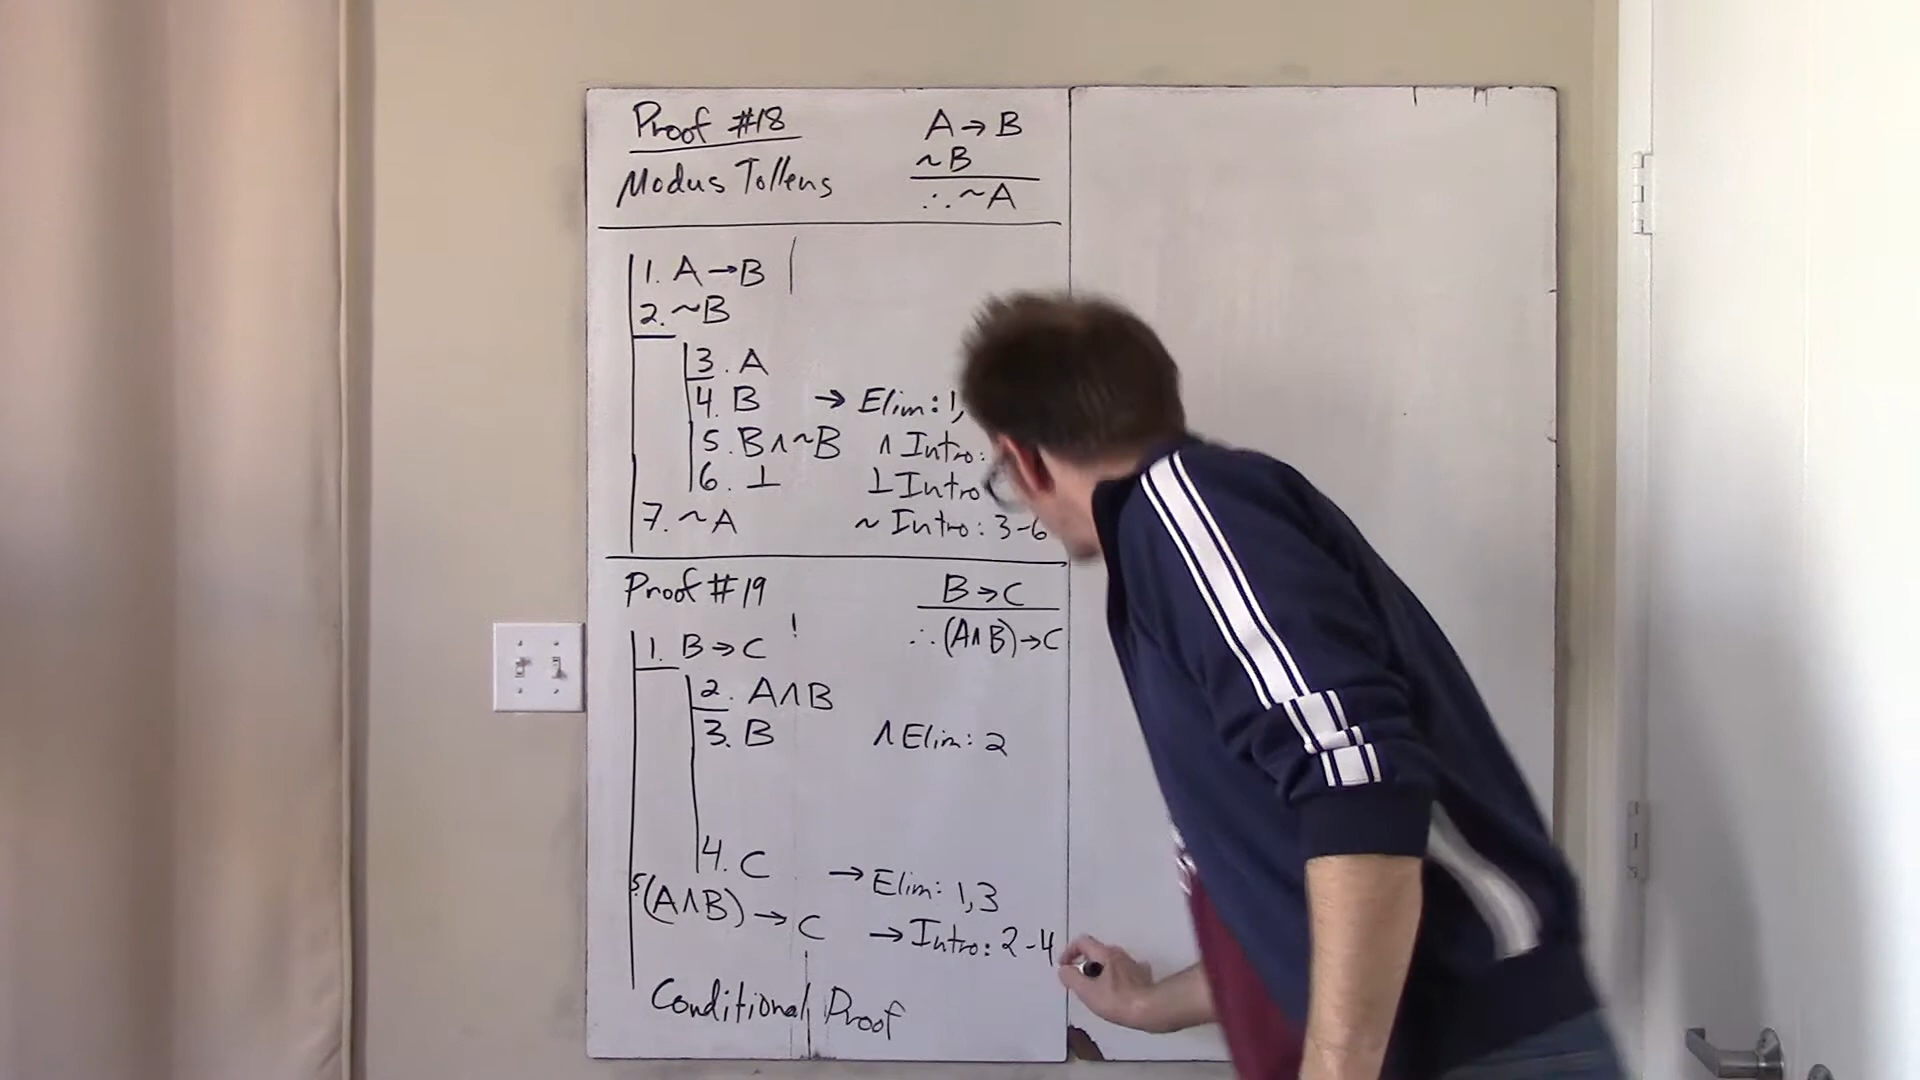 Proof #18
Modus Tollens
A → B
~B
∴ ~A
1. A → B
2. ~B
3. A
4. B → Elim: 1,
5. B ∧ ~B ∧ Intro:
6. ⊥ ⊥ Intro
7. ~A ~ Intro: 3-6
Proof #19
B → C
∴ (A∧B) → C
1. B → C
2. A∧B
3. B ∧ Elim: 2
4. C → Elim: 1,3
5. (A∧B) → C → Intro: 2-4
Conditional Proof